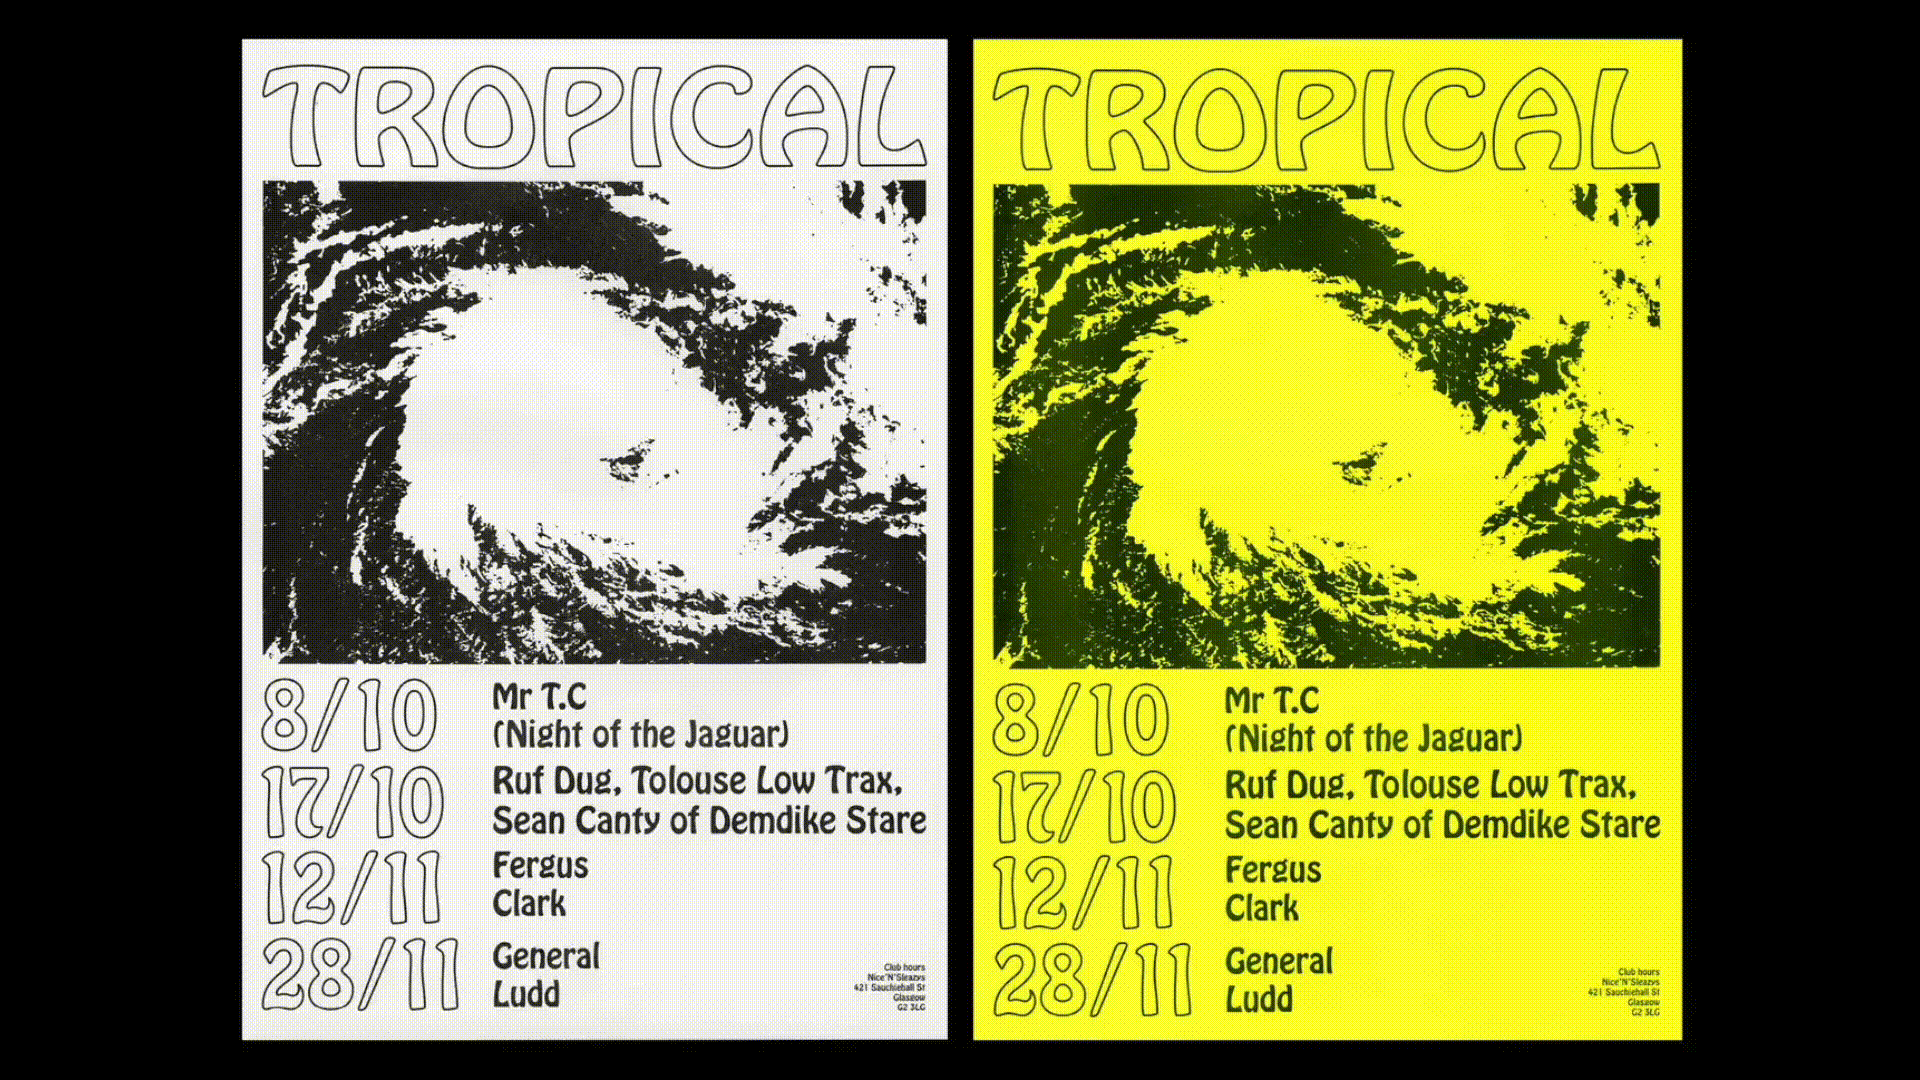 TROPICAL
8/10
Mr T.C
(Night of the Jaguar)
17/10
Ruf Dug, Tolouse Low Trax,
Sean Canty of Demdike Stare
12/11
Fergus
Clark
28/11
General
Ludd
Club hours
Nice'N'Sleazys
421 Sauchiehall St
Glasgow
G2 3LG
TROPICAL
8/10
Mr T.C
(Night of the Jaguar)
17/10
Ruf Dug, Tolouse Low Trax,
Sean Canty of Demdike Stare
12/11
Fergus
Clark
28/11
General
Ludd
Club hours
Nice'N'Sleazys
421 Sauchiehall St
Glasgow
G2 3LG